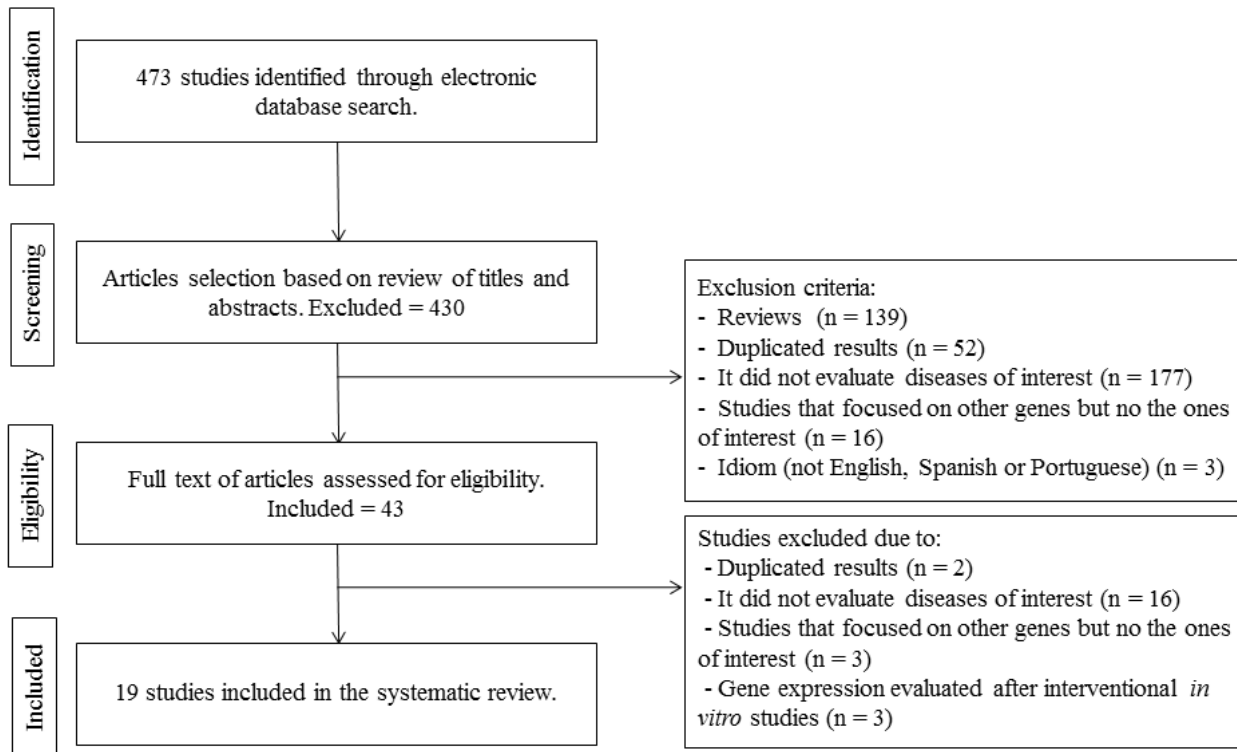 Identification
473 studies identified through electronic
database search.
Screening
Articles selection based on review of titles and
abstracts. Excluded = 430
Exclusion criteria:
- Reviews (n = 139)
- Duplicated results (n = 52)
- It did not evaluate diseases of interest (n = 177)
- Studies that focused on other genes but no the ones
of interest (n = 16)
- Idiom (not English, Spanish or Portuguese) (n = 3)
Eligibility
Full text of articles assessed for eligibility.
Included = 43
Studies excluded due to:
- Duplicated results (n = 2)
- It did not evaluate diseases of interest (n = 16)
- Studies that focused on other genes but no the ones
of interest (n = 3)
- Gene expression evaluated after interventional in
vitro studies (n = 3)
Included
19 studies included in the systematic review.